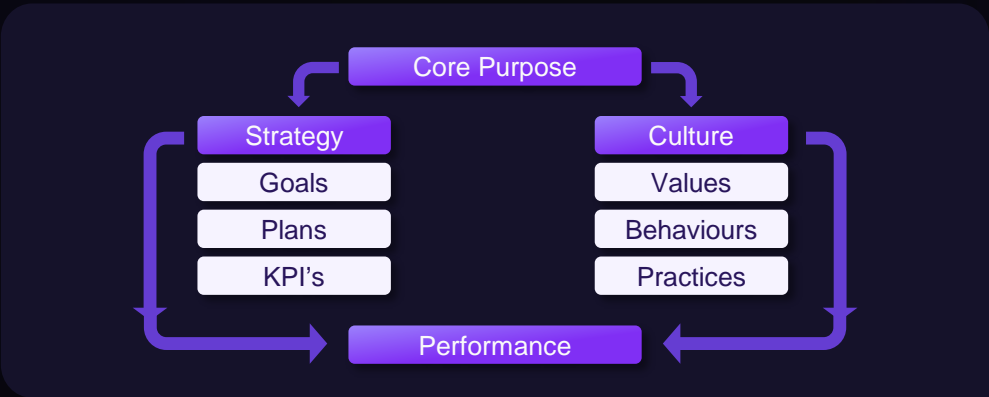 Core Purpose
Strategy
Goals
Plans
KPI’s
Culture
Values
Behaviours
Practices
Performance